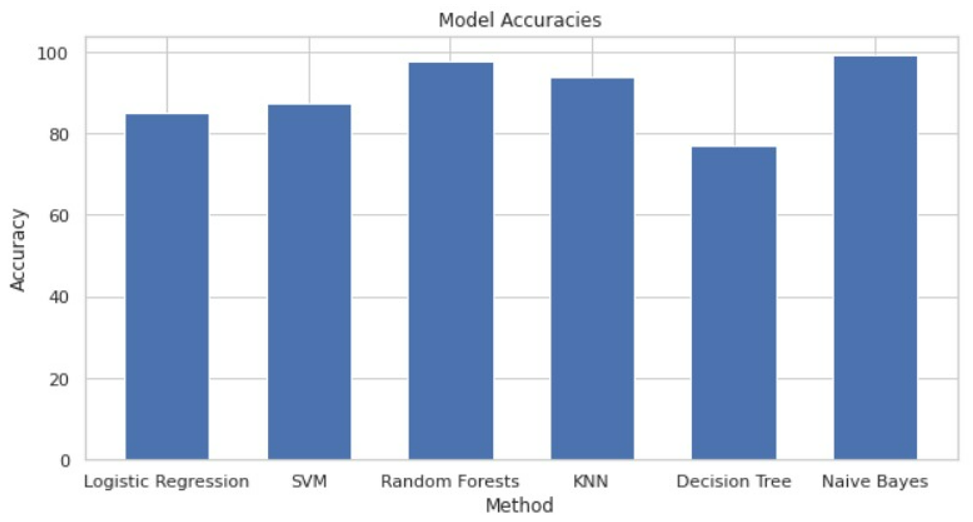 Model Accuracies
100
80
60
40
20
0
Accuracy
Logistic Regression SVM Random Forests KNN Decision Tree Naive Bayes
Method